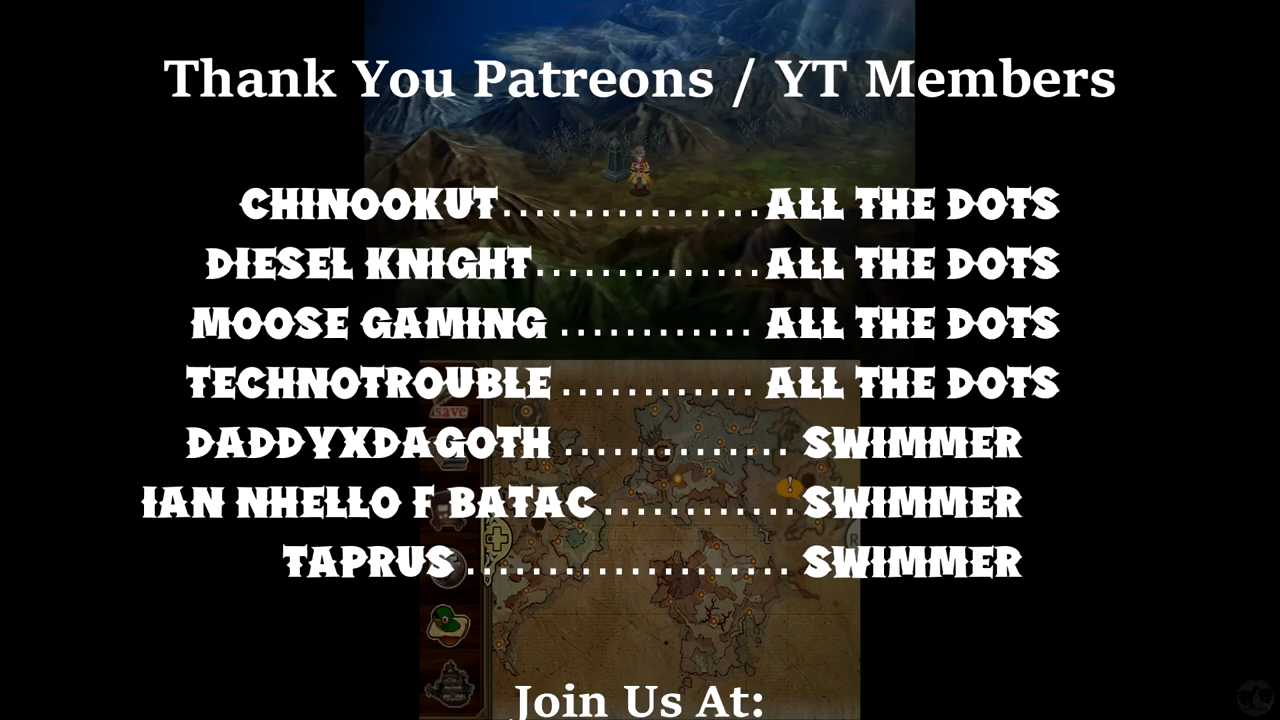 Thank You Patreons / YT Members
CHINOOKUT................ALL THE DOTS
DIESEL KNIGHT..............ALL THE DOTS
MOOSE GAMING ............ ALL THE DOTS
TECHNOTROUBLE ............ ALL THE DOTS
save
DADDYXDAGOTH .............. SWIMMER
!
IAN NHELLO F BATAC............SWIMMER
R
TAPRUS .................... SWIMMER
Join Us At: